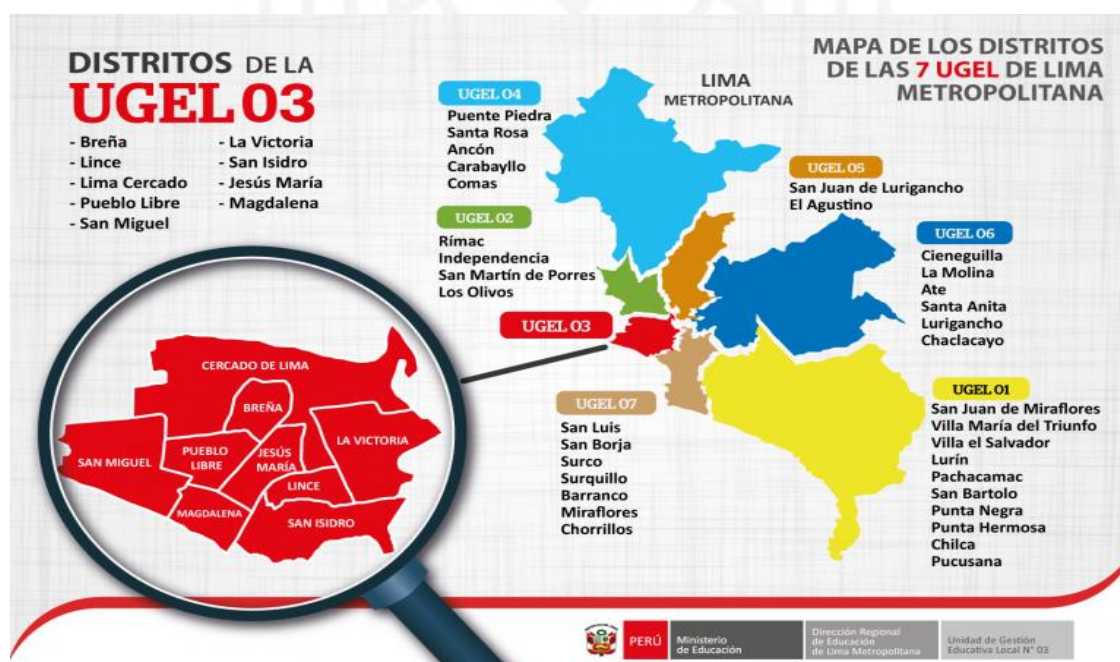 DISTRITOS DE LA
UGEL 03
- Breña
- Lince
- Lima Cercado
- Pueblo Libre
- San Miguel
- La Victoria
- San Isidro
- Jesús María
- Magdalena
MAPA DE LOS DISTRITOS
DE LAS 7 UGEL DE LIMA
METROPOLITANA
LIMA
METROPOLITANA
UGEL 04
Puente Piedra
Santa Rosa
Ancón
Carabayllo
Comas
UGEL 05
San Juan de Lurigancho
El Agustino
UGEL 02
Rímac
Independencia
San Martín de Porres
Los Olivos
UGEL 06
Cieneguilla
La Molina
Ate
Santa Anita
Lurigancho
Chaclacayo
UGEL 03
UGEL 07
San Luis
San Borja
Surco
Surquillo
Barranco
Miraflores
Chorrillos
UGEL 01
San Juan de Miraflores
Villa María del Triunfo
Villa el Salvador
Lurín
Pachacamac
San Bartolo
Punta Negra
Punta Hermosa
Chilca
Pucusana
CERCADO DE LIMA
BREÑA
LA VICTORIA
SAN MIGUEL
PUEBLO
LIBRE
JESÚS
MARÍA
LINCE
MAGDALENA
SAN ISIDRO
PERÚ
Ministerio
de Educación
Dirección Regional
de Educación
de Lima Metropolitana
Unidad de Gestión
Educativa Local N° 03